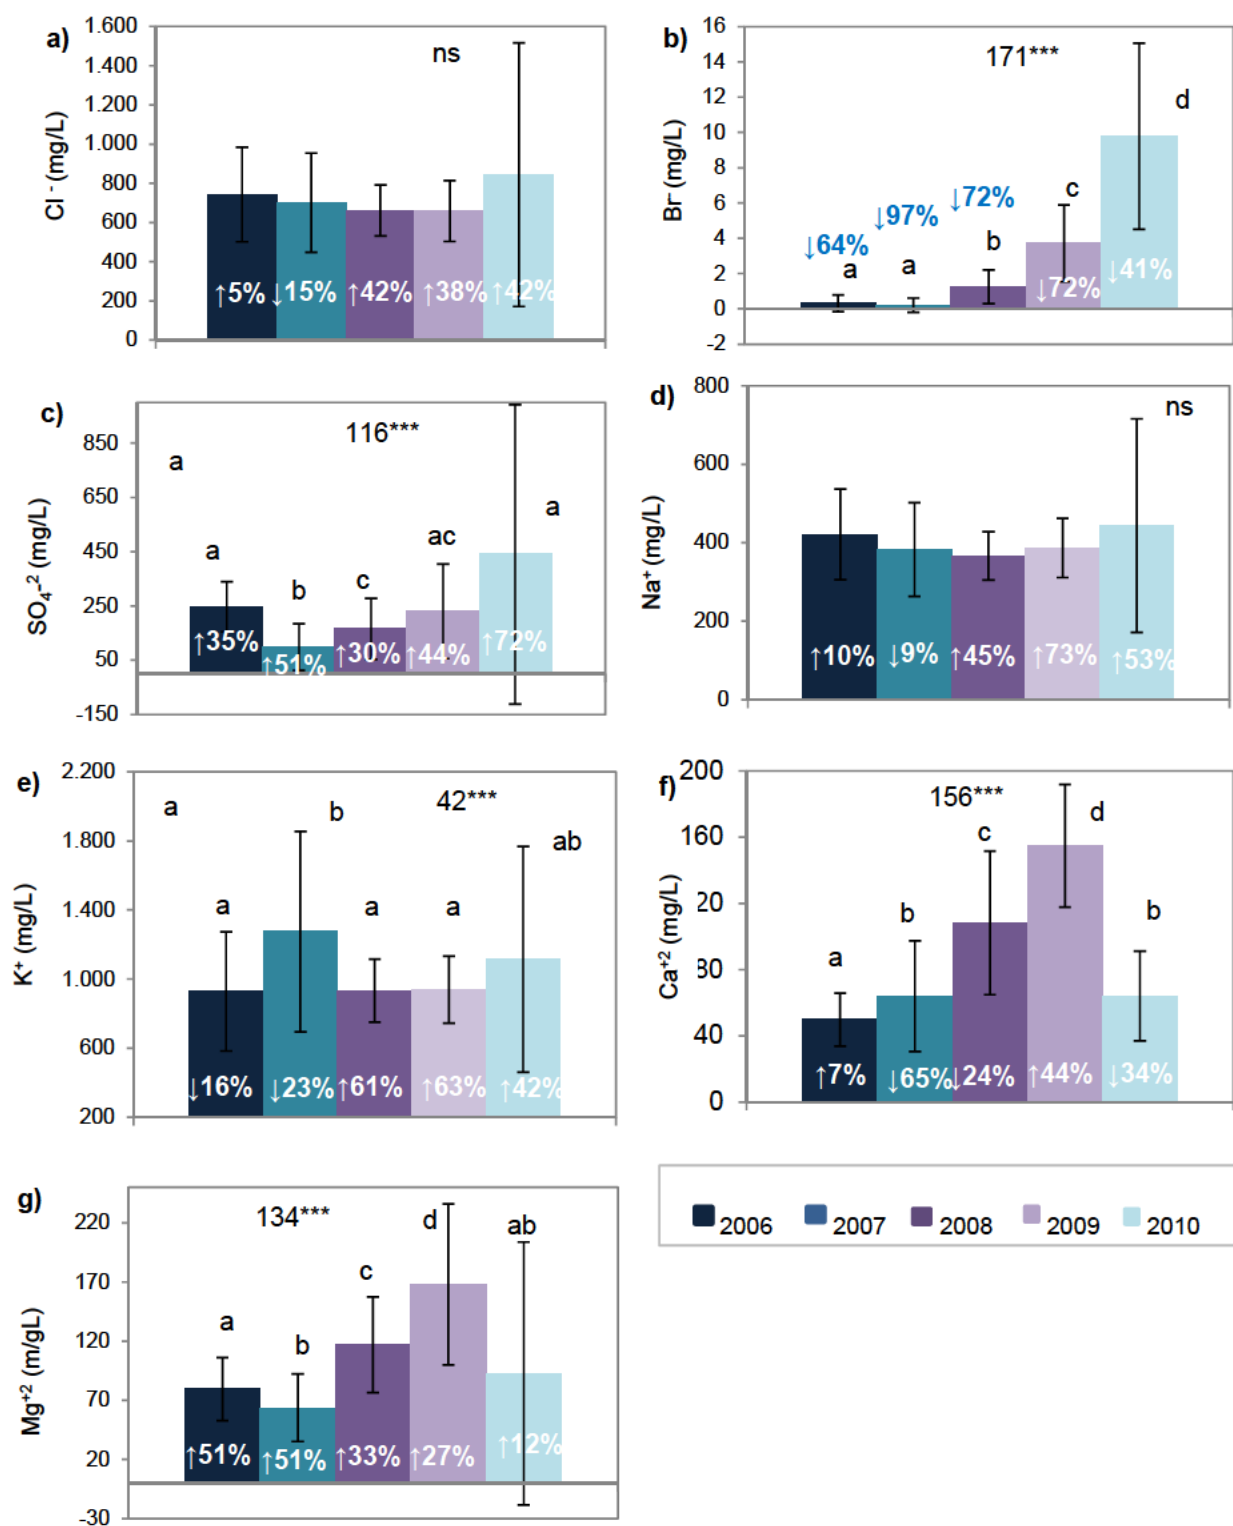 a)
1.600
1.400
1.200
1.000
800
600
400
200
0
Cl - (mg/L)
ns
↑5% ↓15% ↑42% ↑38% ↑42%
b)
16
14
12
10
8
6
4
2
0
-2
Br- (mg/L)
171***
a a b c d
↓64% ↓97% ↓72% ↓72% ↓41%
c)
850
650
450
250
50
-150
SO4-2 (mg/L)
116***
a
a b c ac a
↑35% ↑51% ↑30% ↑44% ↑72%
d)
800
600
400
200
0
Na+ (mg/L)
ns
↑10% ↓9% ↑45% ↑73% ↑53%
e)
2.200
1.800
1.400
1.000
600
200
K+ (mg/L)
42***
a
a b a a ab
↓16% ↓23% ↑61% ↑63% ↑42%
f)
200
160
20
80
40
0
Ca+2 (mg/L)
156***
a b c d b
↑7% ↓65% ↓24% ↑44% ↓34%
g)
220
170
120
70
20
-30
Mg+2 (m/gL)
134***
a b c d ab
↑51% ↑51% ↑33% ↑27% ↑12%
2006 2007 2008 2009 2010